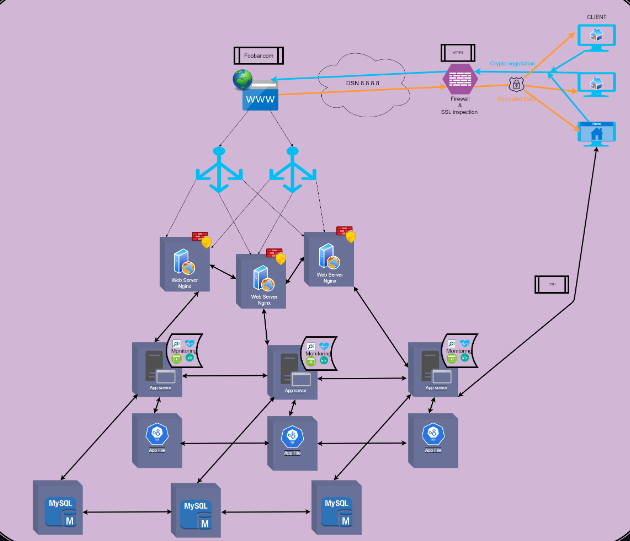 CLIENT
Foobar.com
HTTPS
Crypto negotiation
DSN 8.8.8.8
WWW
Firewall
&
SSL inspection
Web Server
Nginx
Web Server
Nginx
Web Server
Nginx
Monitoring
Monitoring
Monitoring
App server
App server
App server
App File
App File
App File
MySQL
M
MySQL
M
MySQL
M